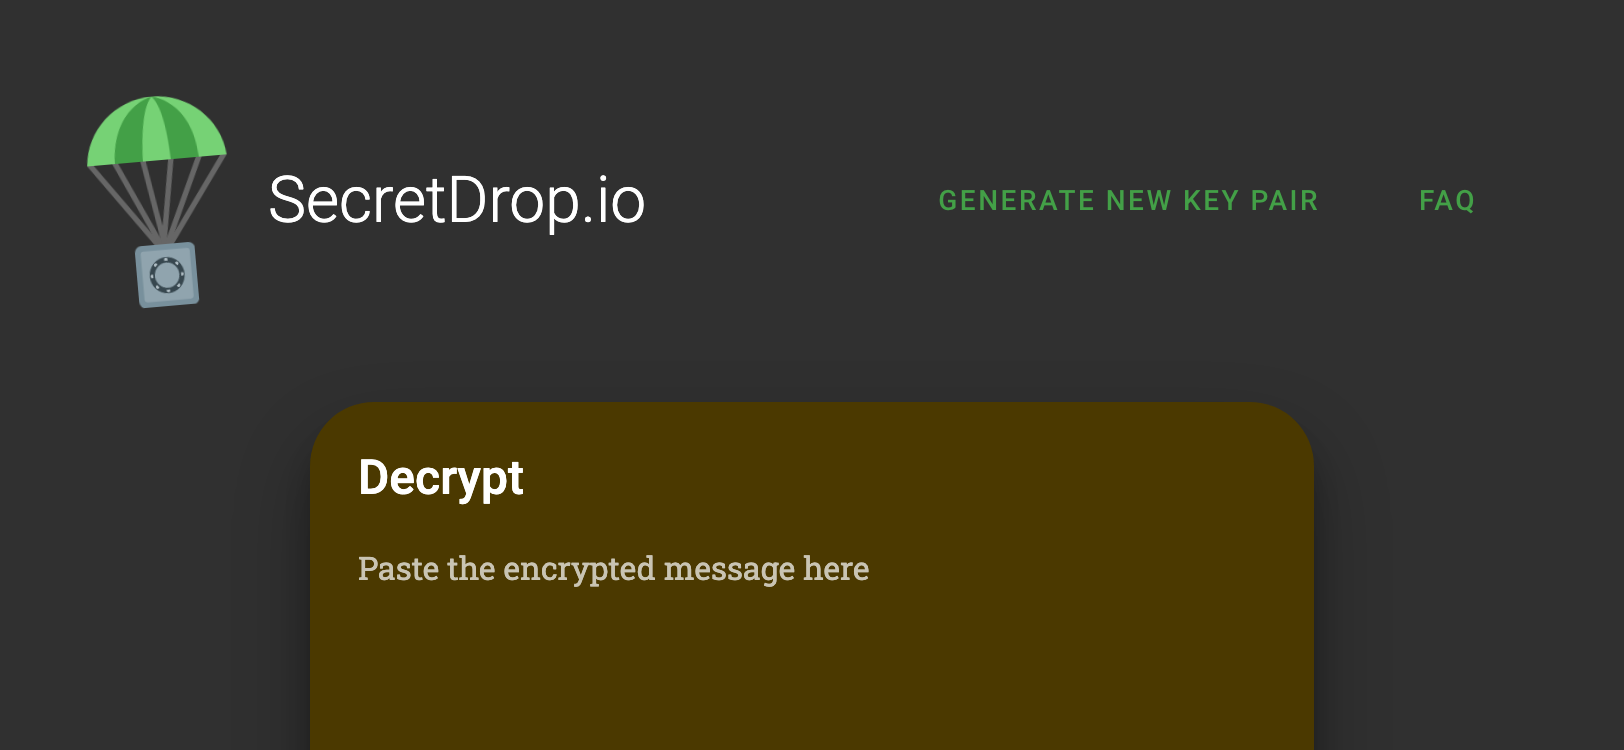 SecretDrop.io
GENERATE NEW KEY PAIR
FAQ
Decrypt
Paste the encrypted message here